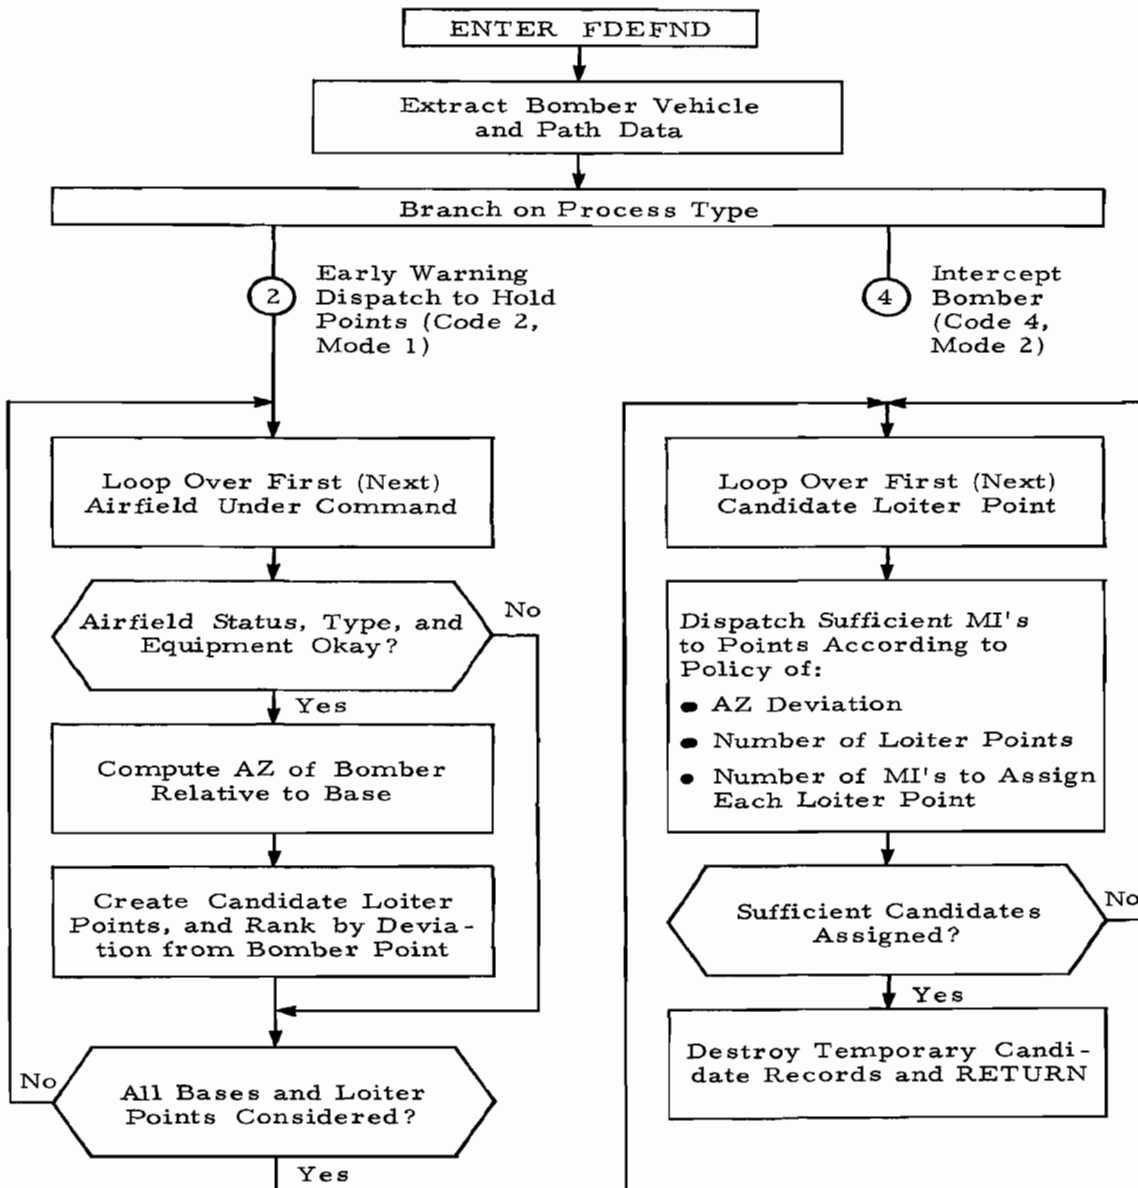 ENTER FDEFND
Extract Bomber Vehicle
and Path Data
Branch on Process Type
2
Early Warning
Dispatch to Hold
Points (Code 2,
Mode 1)
4
Intercept
Bomber
(Code 4,
Mode 2)
Loop Over First (Next)
Airfield Under Command
Airfield Status, Type, and
Equipment Okay?
No
Yes
Compute AZ of Bomber
Relative to Base
Create Candidate Loiter
Points, and Rank by Devia-
tion from Bomber Point
All Bases and Loiter
Points Considered?
No
Yes
Loop Over First (Next)
Candidate Loiter Point
Dispatch Sufficient MI's
to Points According to
Policy of:
● AZ Deviation
● Number of Loiter Points
● Number of MI's to Assign
Each Loiter Point
Sufficient Candidates
Assigned?
No
Yes
Destroy Temporary Candi-
date Records and RETURN